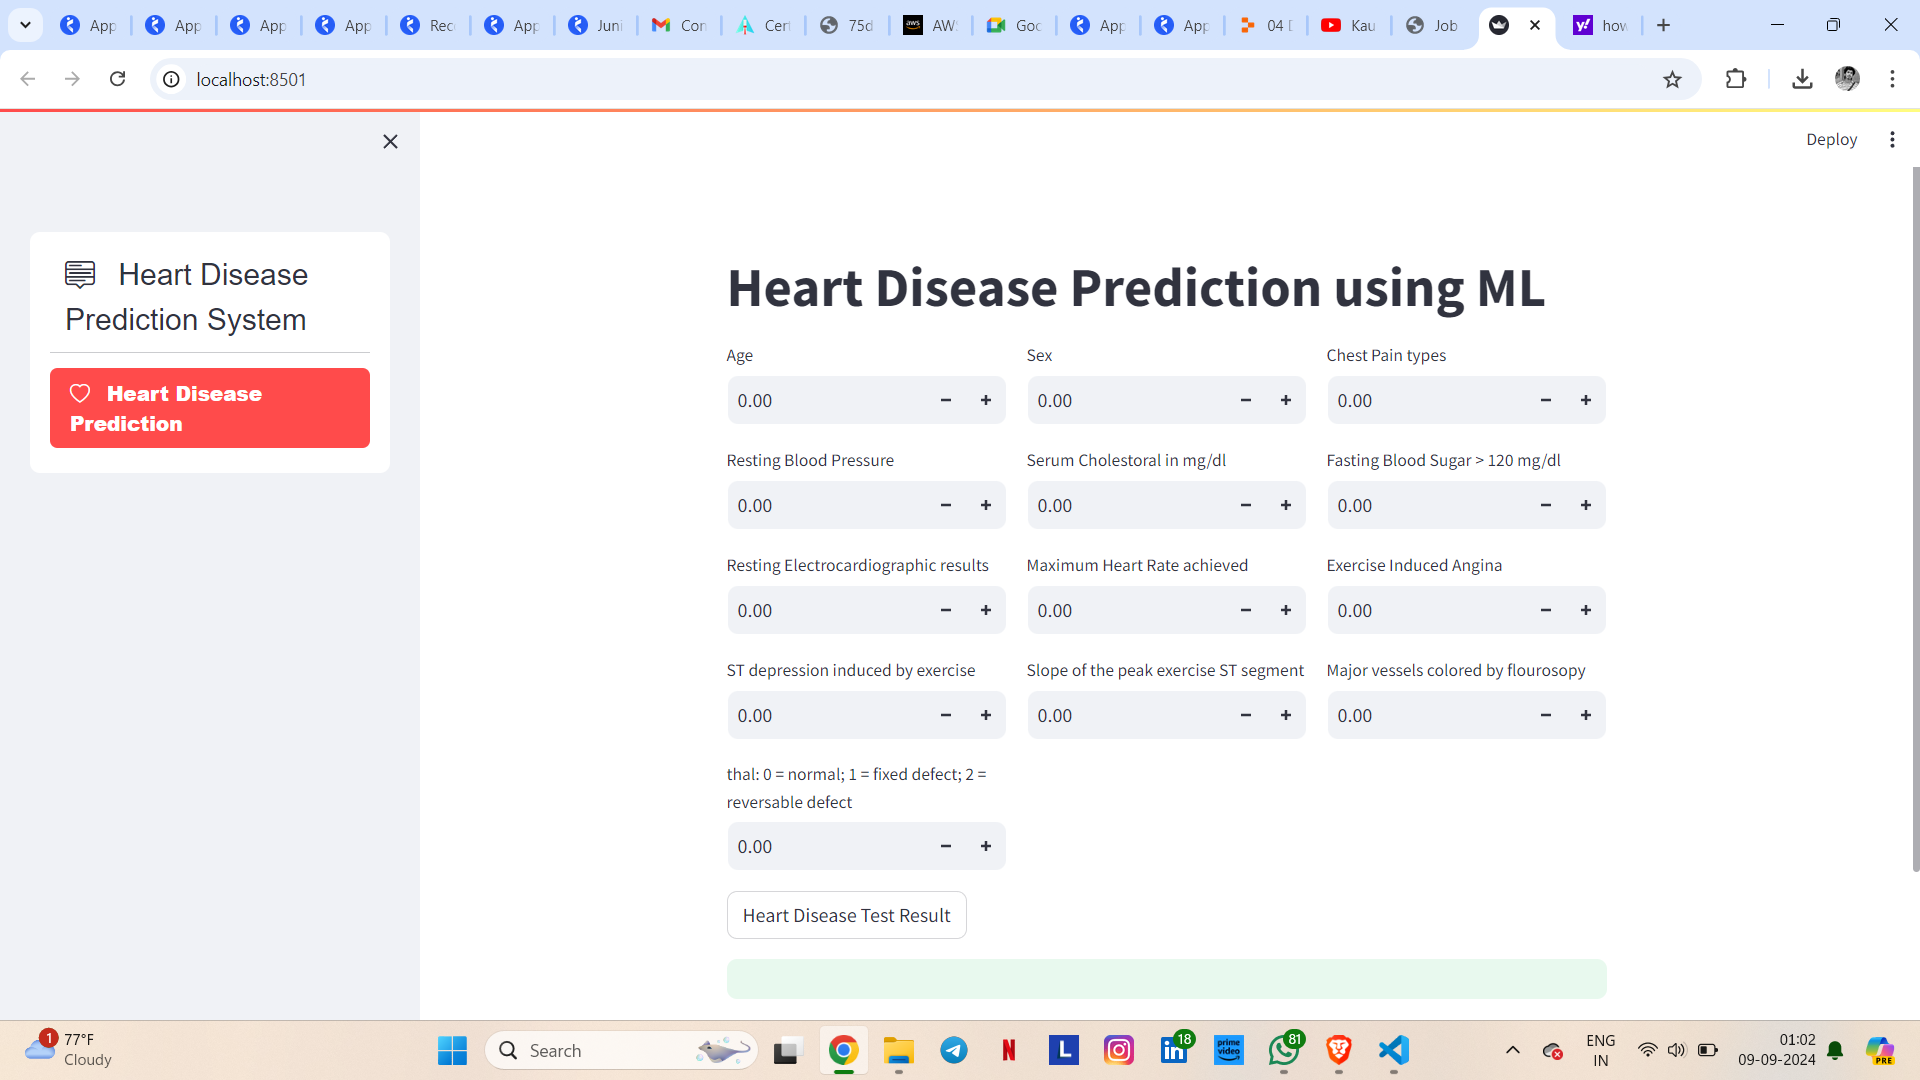 App
App
App
App
Rec
App
Juni
Con
Cert
75d
aws
AW
Goo
App
App
04
Kau
Job
y!
how
localhost:8501
Deploy
Heart Disease
Prediction System
Heart Disease
Prediction
Heart Disease Prediction using ML
Age
Sex
Chest Pain types
0.00
0.00
0.00
Resting Blood Pressure
Serum Cholestoral in mg/dl
Fasting Blood Sugar > 120 mg/dl
0.00
0.00
0.00
Resting Electrocardiographic results
Maximum Heart Rate achieved
Exercise Induced Angina
0.00
0.00
0.00
ST depression induced by exercise
Slope of the peak exercise ST segment
Major vessels colored by flourosopy
0.00
0.00
0.00
thal: 0 = normal; 1 = fixed defect; 2 =
reversable defect
0.00
Heart Disease Test Result
1
77°F
Cloudy
Search
N
L
18
prime
video
81
ENG
IN
01:02
09-09-2024
PRE